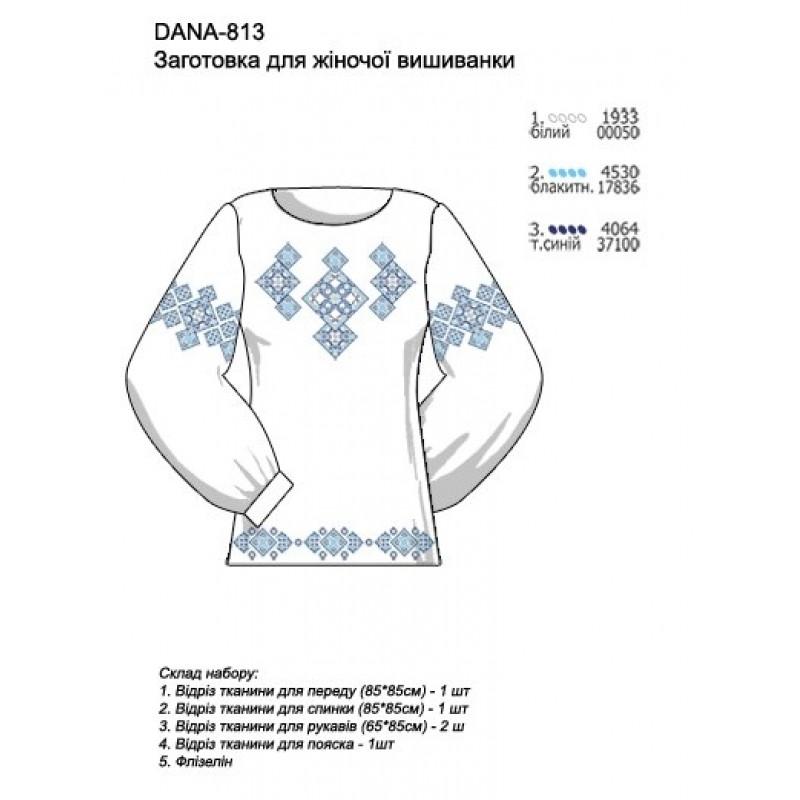 DANA-813
Заготовка для жіночої вишиванки
1. 1933
білий 00050
2. 4530
блакитн. 17836
3. 4064
т.синій 37100
Склад набору:
1. Відріз тканини для переду (85*85см) - 1 шт
2. Відріз тканини для спинки (85*85см) - 1 шт
3. Відріз тканини для рукавів (65*85см) - 2 ш
4. Відріз тканини для пояска - 1шт
5. Флізелін